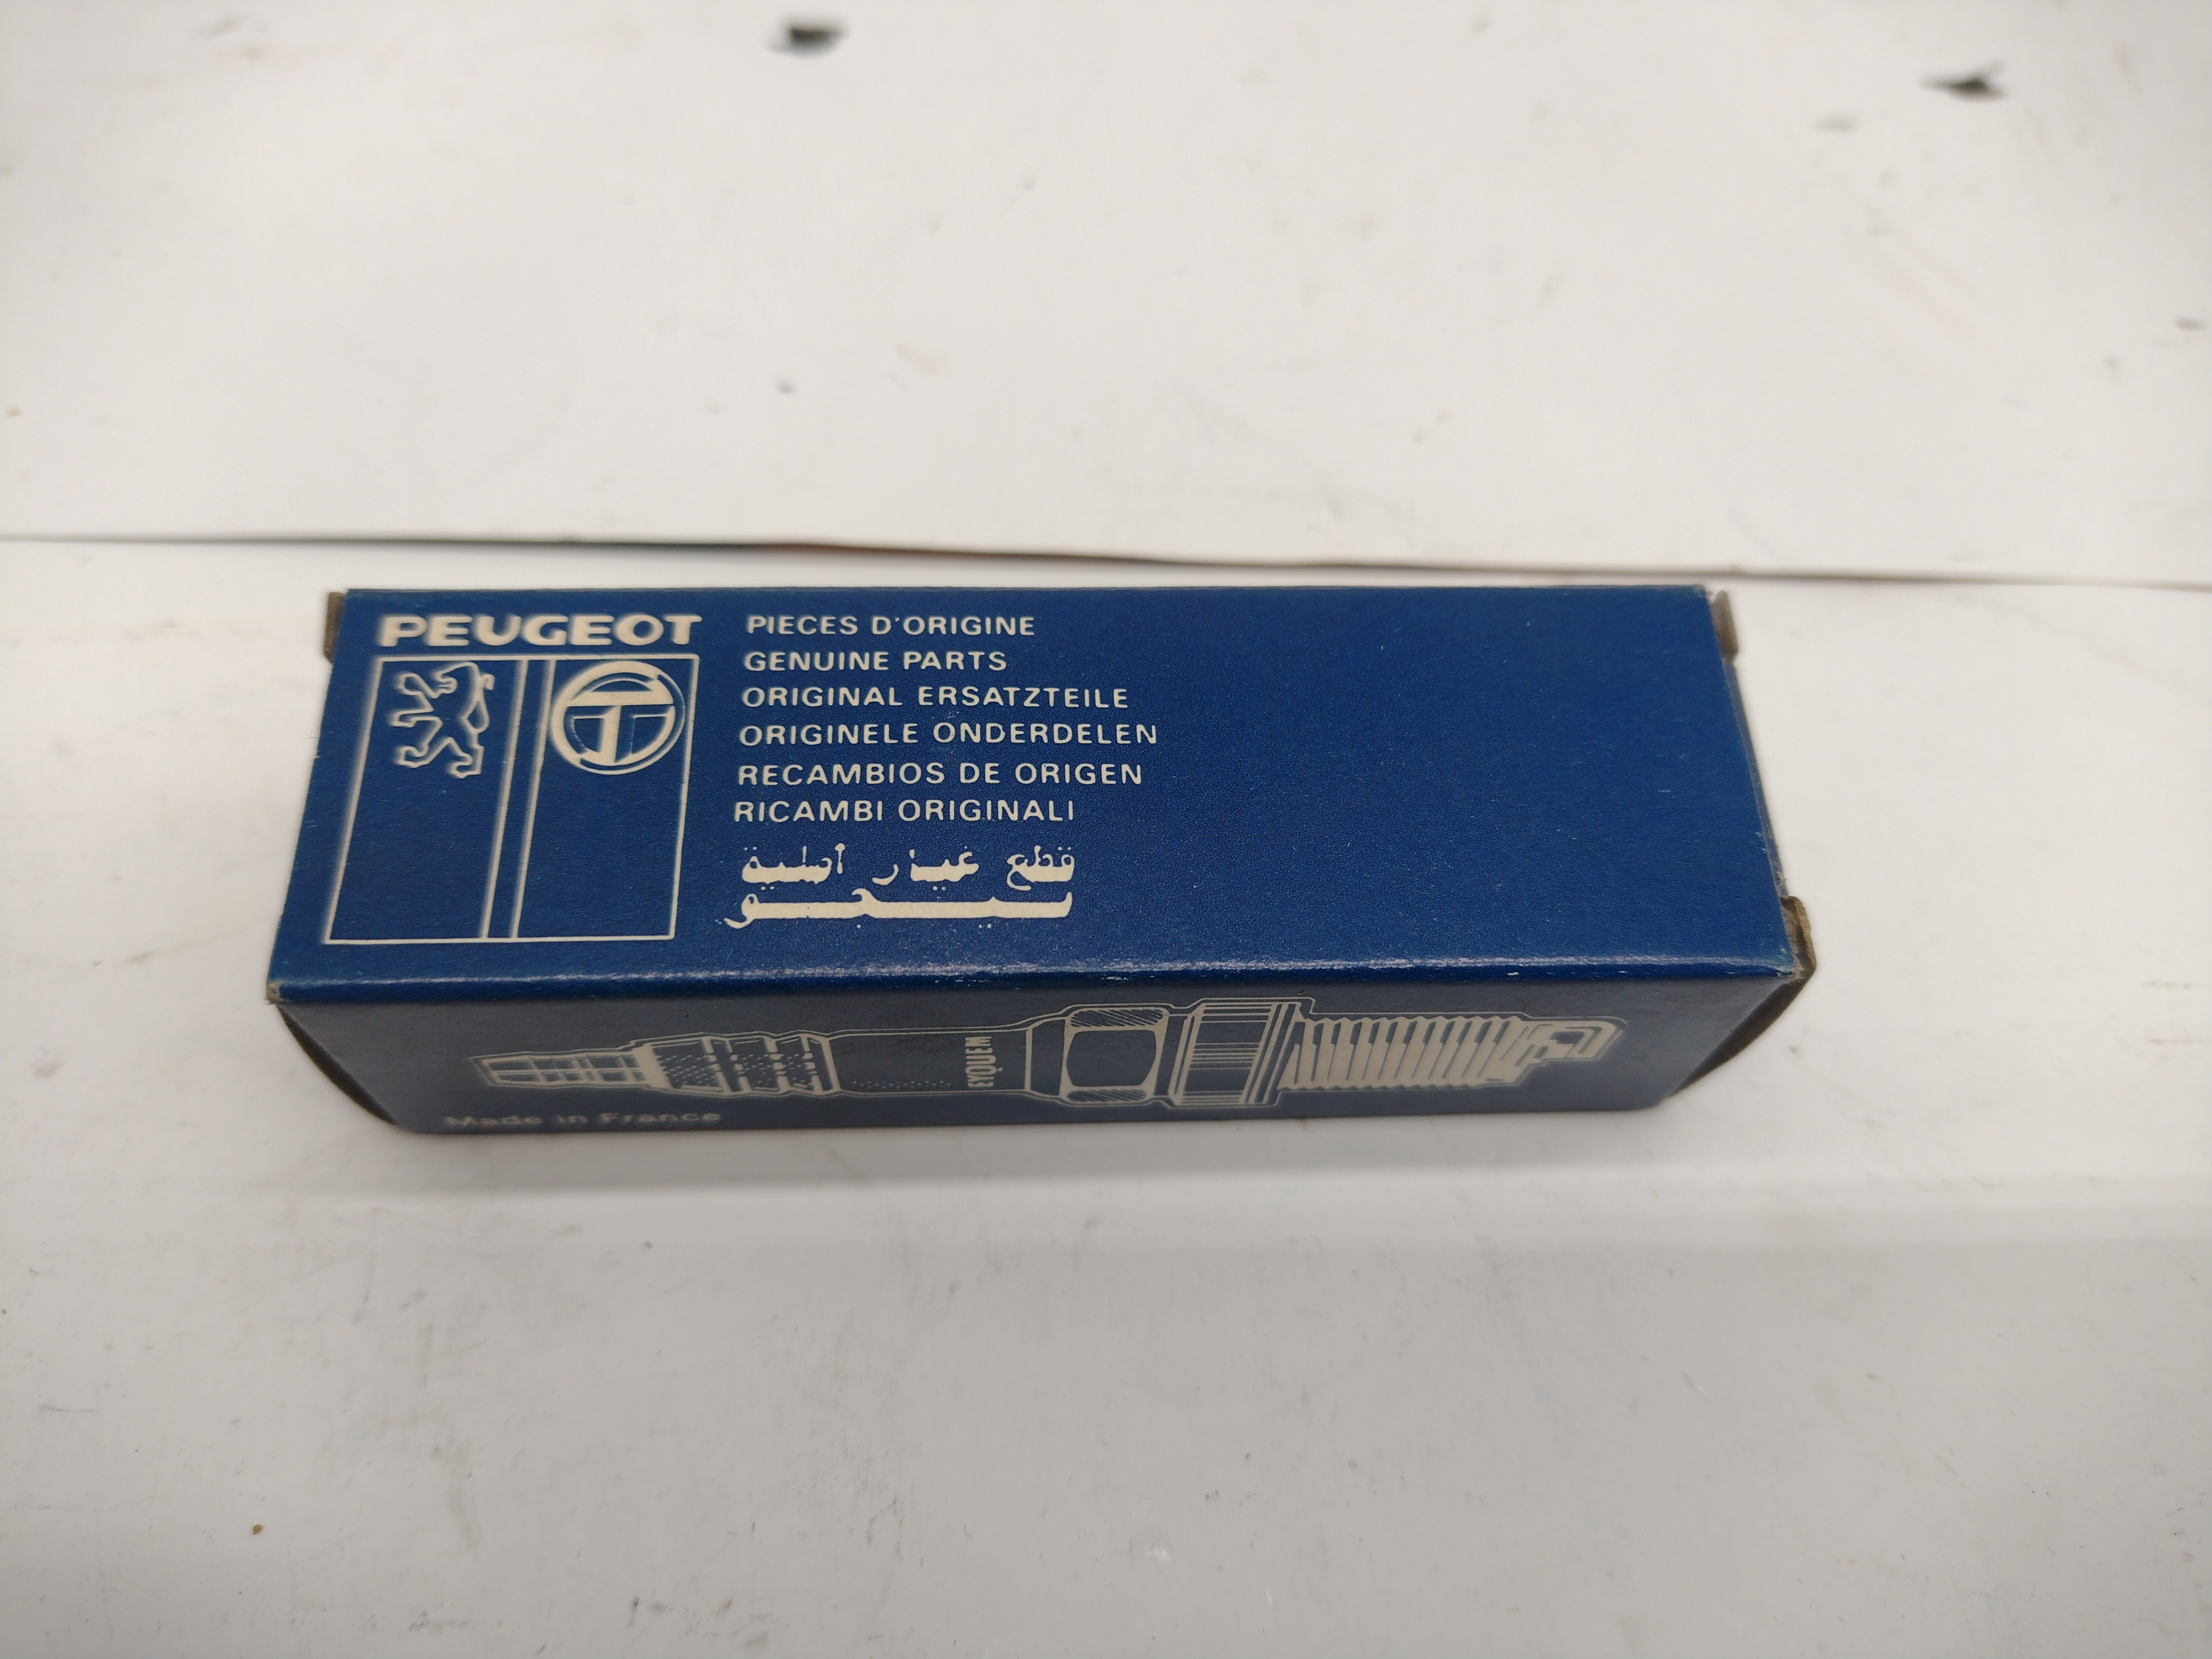 PEUGEOT
PIECES D'ORIGINE
GENUINE PARTS
ORIGINAL ERSATZTEILE
ORIGINELE ONDERDELEN
RECAMBIOS DE ORIGEN
RICAMBI ORIGINALI
قطع غيار أصلية
بيجو
EYQUEM
Made in France